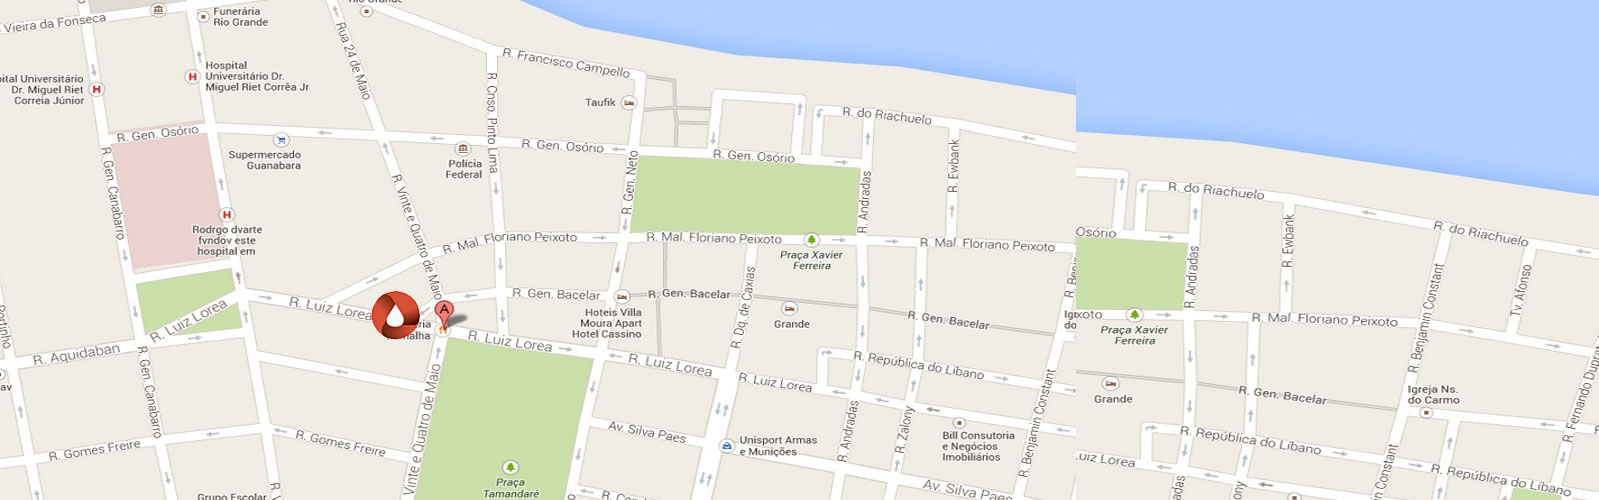 Vieira da Fonseca
Funerária
Rio Grande
Rio Grande
Rua 24 de Maio
R. Francisco Campello
ital Universitário
Dr. Miguel Riet
Correia Júnior
Hospital
Universitário Dr.
Miguel Riet Corrêa Jr
R. Cnso. Pinto Lima
Taufik
R. do Riachuelo
R. Gen. Osório
R. Gen. Osório
R. Gen. Osório
Supermercado
Guanabara
Polícia
Federal
R. Ewbank
R. Gen. Canabarro
R. Vinte e Quatro de Maio
R. Gen. Neto
R. Andradas
R. do Riachuelo
R. do Riachuelo
Rodrgo dvarte
fvndov este
hospital em
R. Mal. Floriano Peixoto
R. Mal. Floriano Peixoto
R. Mal. Floriano Peixoto
Praça Xavier
Ferreira
Osório
R. Andradas
R. Ewbank
R. Benjamin Constant
Tv. Afonso
R. Luiz Lorea
R. Luiz Lorea
A
R. Gen. Bacelar
R. Gen. Bacelar
R. Gen. Bacelar
R. Dq. de Caxias
Hoteis Villa
Moura Apart
Hotel Cassino
Grande
ixoto
R. Mal. Floriano Peixoto
Praça Xavier
Ferreira
R. Aquidaban
R. Luiz Lorea
R. Luiz Lorea
R. Luiz Lorea
R. República do Líbano
R. Gen. Canabarro
Vinte e Quatro de Maio
R. Benjamin Constant
Grande
R. Gen. Bacelar
Igreja Ns.
do Carmo
R. Gomes Freire
R. Gomes Freire
Av. Silva Paes
Unisport Armas
e Munições
R. Andradas
R. Zalony
Bill Consutoria
e Negócios
Imobiliários
uiz Lorea
R. República do Líbano
R. República do Líbano
Praça
Tamandaré
Av. Silva Paes
Grupo Escolar